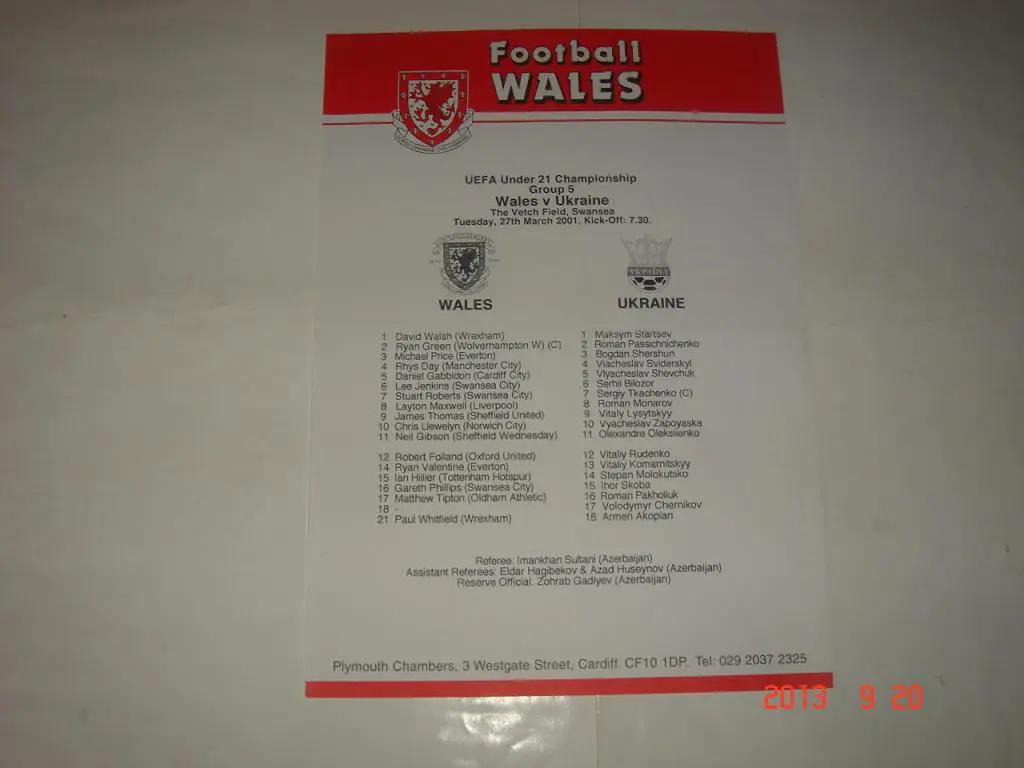 Football
WALES
UEFA Under 21 Championship
Group 5
Wales v Ukraine
The Vetch Field, Swansea
Tuesday, 27th March 2001, Kick-Off: 7.30.
WALES
1 David Walsh (Wrexham)
2 Ryan Green (Wolverhampton W) (C)
3 Michael Price (Everton)
4 Rhys Day (Manchester City)
5 Daniel Gabbidon (Cardiff City)
6 Lee Jenkins (Swansea City)
7 Stuart Roberts (Swansea City)
8 Layton Maxwell (Liverpool)
9 James Thomas (Sheffield United)
10 Chris Llewelyn (Norwich City)
11 Neil Gibson (Sheffield Wednesday)
12 Robert Folland (Oxford United)
14 Ryan Valentine (Everton)
15 Ian Hillier (Tottenham Hotspur)
16 Gareth Phillips (Swansea City)
17 Matthew Tipton (Oldham Athletic)
18 -
21 Paul Whitfield (Wrexham)
УКРАЇНА
UKRAINE
1 Maksym Startsev
2 Roman Passichnichenko
3 Bogdan Shershun
4 Viacheslav Sviderskyl
5 Vlyacheslav Shevchuk
6 Serhii Bilozor
7 Sergiy Tkachenko (C)
8 Roman Monarov
9 Vitaly Lysytskyy
10 Vyacheslav Zapoyaska
11 Olexandre Oleksiienko
12 Vitaliy Rudenko
13 Vitaliy Komarnitskyy
14 Stepan Molokutsko
15 Ihor Skoba
16 Roman Pakholiuk
17 Volodymyr Chernikov
18 Armen Akopian
Referee: Imankhan Sultani (Azerbaijan)
Assistant Referees: Eldar Hagibekov & Azad Huseynov (Azerbaijan)
Reserve Official: Zohrab Gadiyev (Azerbaijan)
Plymouth Chambers, 3 Westgate Street, Cardiff. CF10 1DP. Tel: 029 2037 2325
2013 9 20